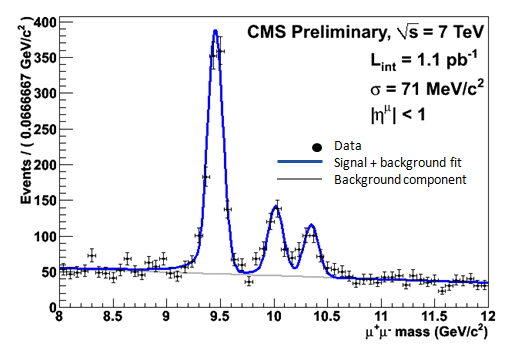 CMS Preliminary, √s = 7 TeV
L_int = 1.1 pb⁻¹
σ = 71 MeV/c²
|η^μ| < 1
Data
Signal + background fit
Background component
Events / ( 0.0666667 GeV/c² )
400
350
300
250
200
150
100
50
0
8 8.5 9 9.5 10 10.5 11 11.5 12
μ⁺μ⁻ mass (GeV/c²)